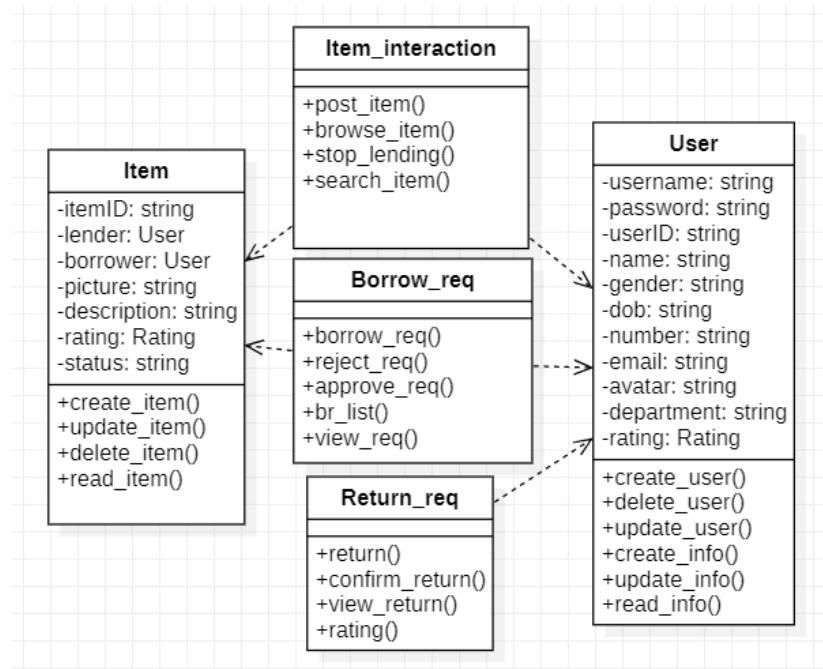 Item_interaction
+post_item()
+browse_item()
+stop_lending()
+search_item()
Item
-itemID: string
-lender: User
-borrower: User
-picture: string
-description: string
-rating: Rating
-status: string
+create_item()
+update_item()
+delete_item()
+read_item()
Borrow_req
+borrow_req()
+reject_req()
+approve_req()
+br_list()
+view_req()
Return_req
+return()
+confirm_return()
+view_return()
+rating()
User
-username: string
-password: string
-userID: string
-name: string
-gender: string
-dob: string
-number: string
-email: string
-avatar: string
-department: string
-rating: Rating
+create_user()
+delete_user()
+update_user()
+create_info()
+update_info()
+read_info()